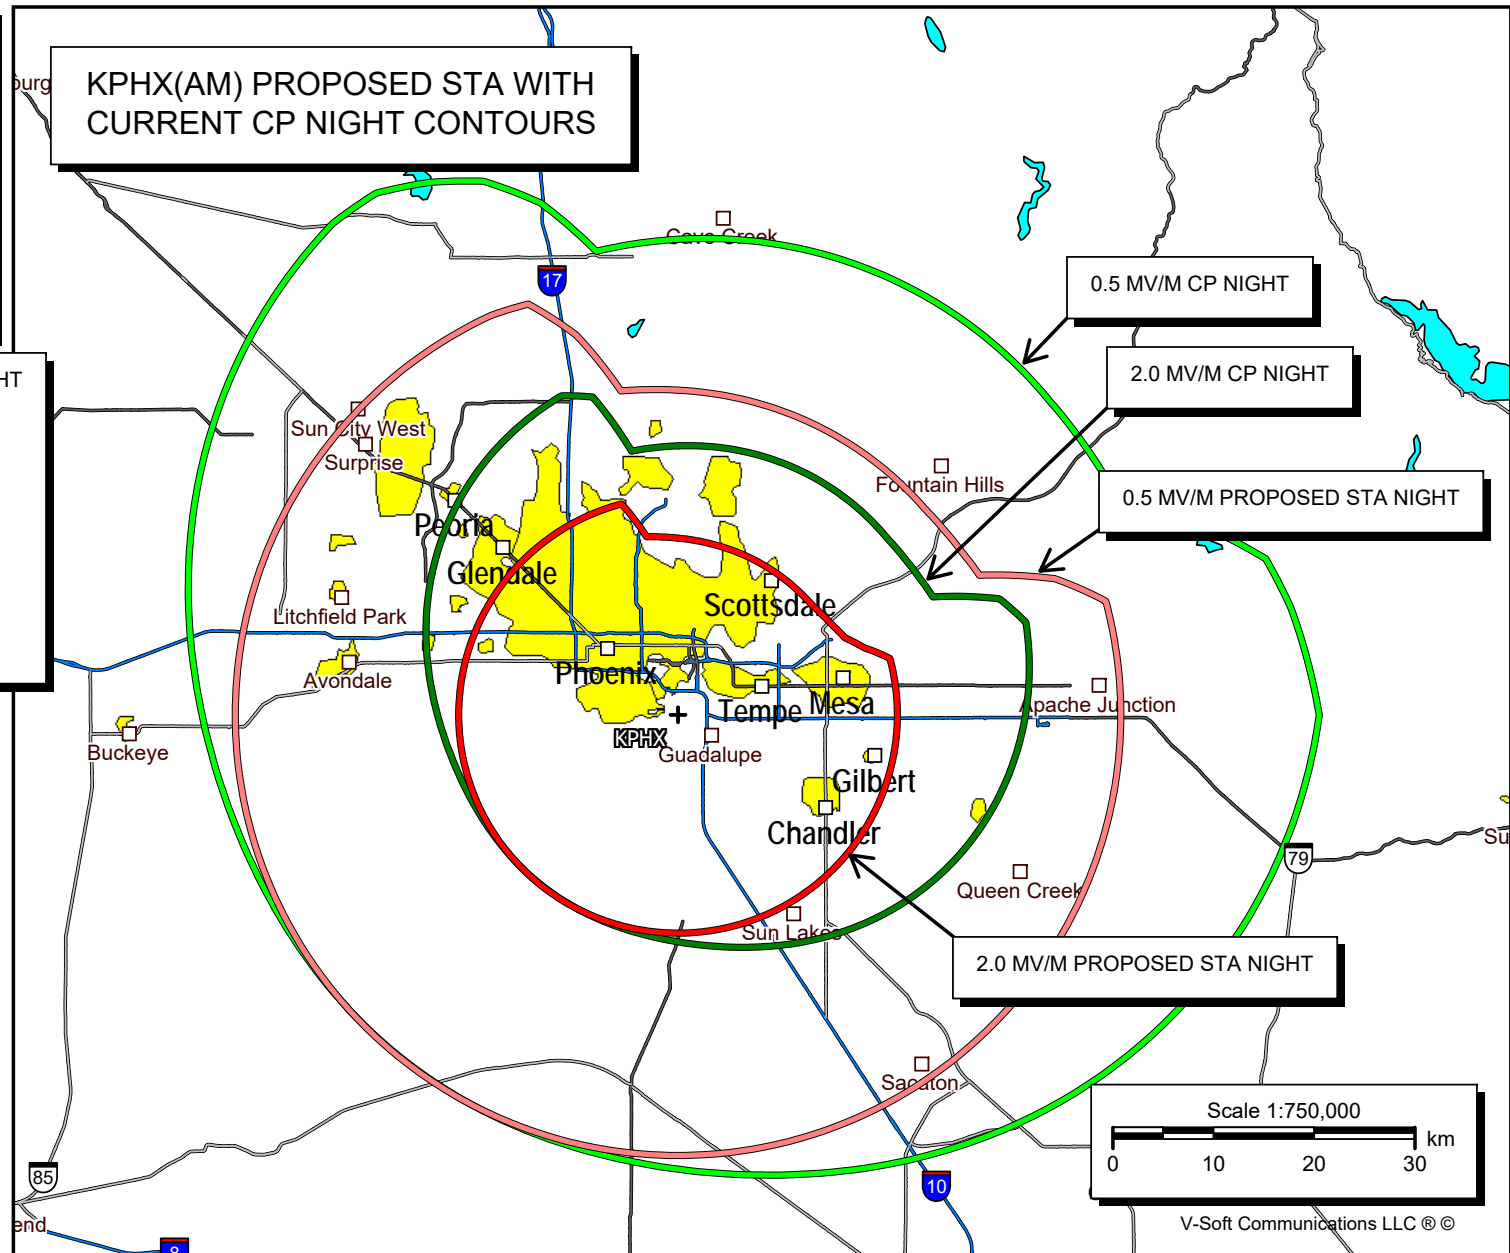 KPHX(AM) PROPOSED STA WITH
CURRENT CP NIGHT CONTOURS
Cave Creek
17
0.5 MV/M CP NIGHT
2.0 MV/M CP NIGHT
HT
Sun City West
Surprise
Fountain Hills
0.5 MV/M PROPOSED STA NIGHT
Peoria
Glendale
Scottsdale
Litchfield Park
Phoenix
Avondale
Tempe
Mesa
Apache Junction
KPHX
Guadalupe
Buckeye
Gilbert
Chandler
79
Su
Queen Creek
Sun Lakes
2.0 MV/M PROPOSED STA NIGHT
Sacaton
Scale 1:750,000
km
0 10 20 30
85
10
end
V-Soft Communications LLC ® ©
8